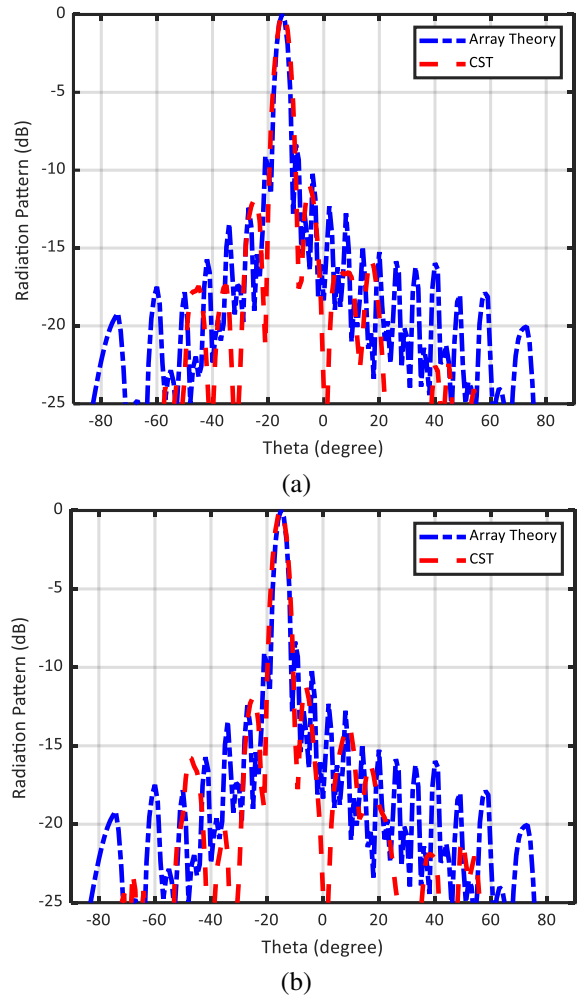 0
-5
-10
-15
-20
-25
Radiation Pattern (dB)
Array Theory
CST
-80 -60 -40 -20 0 20 40 60 80
Theta (degree)
(a)
0
-5
-10
-15
-20
-25
Radiation Pattern (dB)
Array Theory
CST
-80 -60 -40 -20 0 20 40 60 80
Theta (degree)
(b)